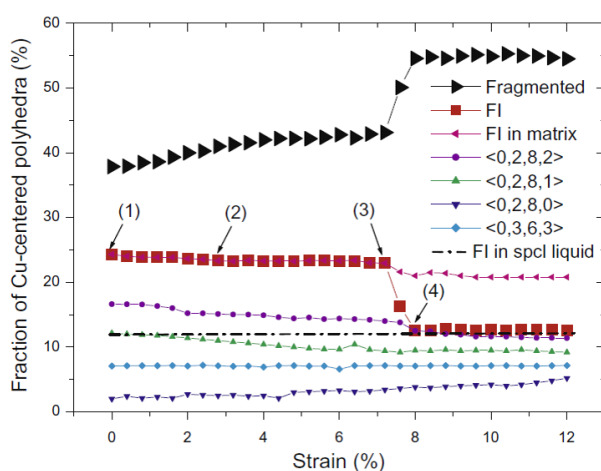 Fraction of Cu-centered polyhedra (%)
60
50
40
30
20
10
0
Fragmented
FI
FI in matrix
<0,2,8,2>
<0,2,8,1>
<0,2,8,0>
<0,3,6,3>
FI in spcl liquid
(1)
(2)
(3)
(4)
0 2 4 6 8 10 12
Strain (%)